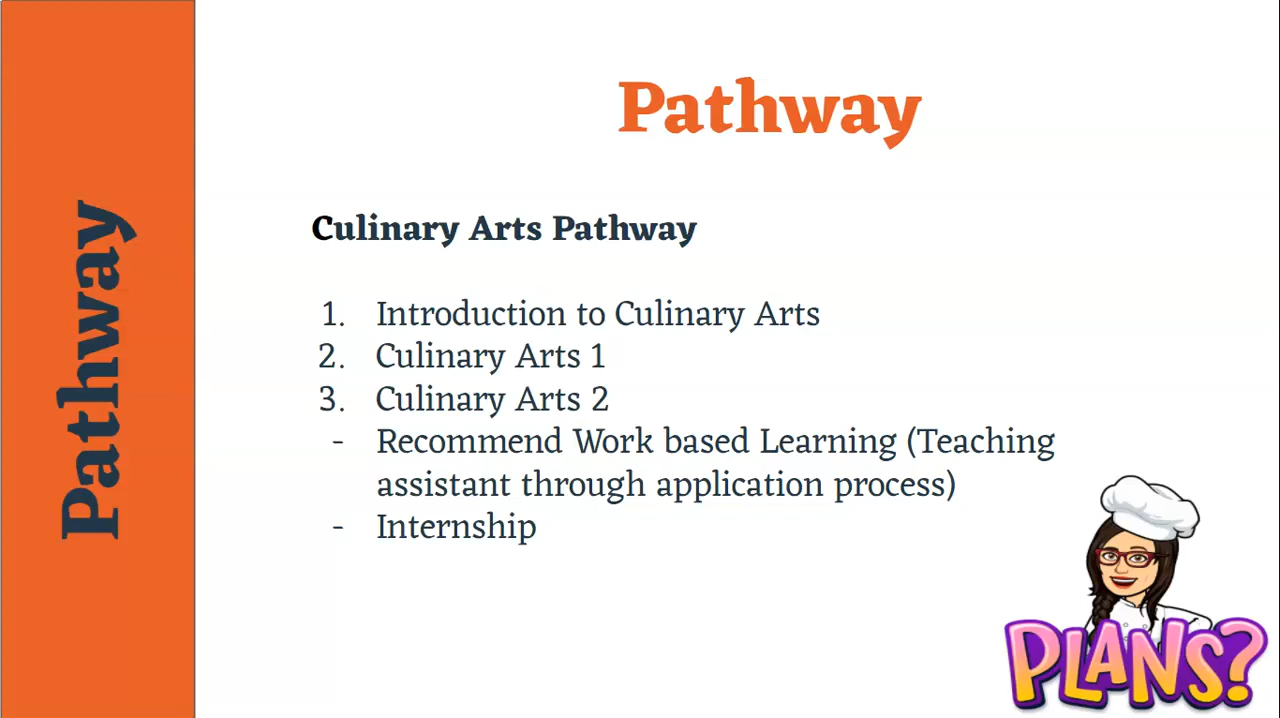 Pathway
Pathway
Culinary Arts Pathway
1. Introduction to Culinary Arts
2. Culinary Arts 1
3. Culinary Arts 2
- Recommend Work based Learning (Teaching
assistant through application process)
- Internship
PLANS?